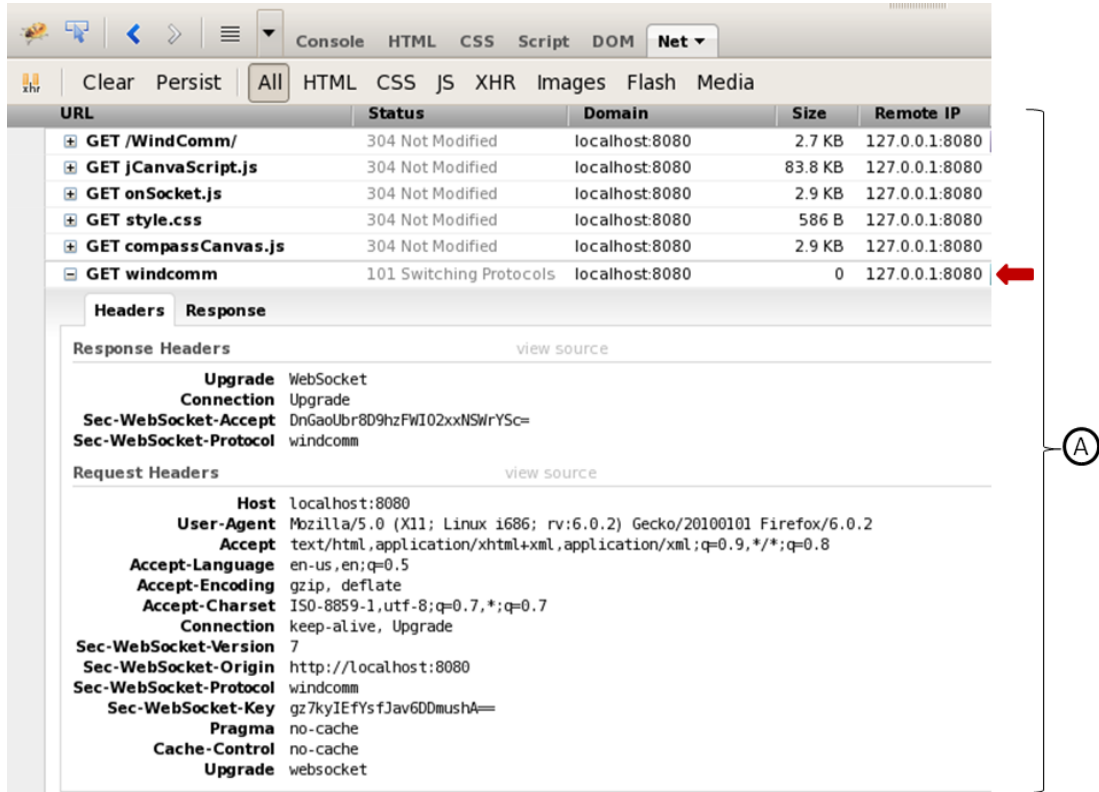 Console HTML CSS Script DOM Net
xhr Clear Persist All HTML CSS JS XHR Images Flash Media
URL Status Domain Size Remote IP
GET /WindComm/ 304 Not Modified localhost:8080 2.7 KB 127.0.0.1:8080
GET jCanvaScript.js 304 Not Modified localhost:8080 83.8 KB 127.0.0.1:8080
GET onSocket.js 304 Not Modified localhost:8080 2.9 KB 127.0.0.1:8080
GET style.css 304 Not Modified localhost:8080 586 B 127.0.0.1:8080
GET compassCanvas.js 304 Not Modified localhost:8080 2.9 KB 127.0.0.1:8080
GET windcomm 101 Switching Protocols localhost:8080 0 127.0.0.1:8080
Headers Response
Response Headers view source
Upgrade WebSocket
Connection Upgrade
Sec-WebSocket-Accept DnGaoUbr8D9hzFWIO2xxNSWrYSc=
Sec-WebSocket-Protocol windcomm
A
Request Headers view source
Host localhost:8080
User-Agent Mozilla/5.0 (X11; Linux i686; rv:6.0.2) Gecko/20100101 Firefox/6.0.2
Accept text/html,application/xhtml+xml,application/xml;q=0.9,*/*;q=0.8
Accept-Language en-us,en;q=0.5
Accept-Encoding gzip, deflate
Accept-Charset ISO-8859-1,utf-8;q=0.7,*;q=0.7
Connection keep-alive, Upgrade
Sec-WebSocket-Version 7
Sec-WebSocket-Origin http://localhost:8080
Sec-WebSocket-Protocol windcomm
Sec-WebSocket-Key gz7kyIEfYsfJav6DDmushA==
Pragma no-cache
Cache-Control no-cache
Upgrade websocket